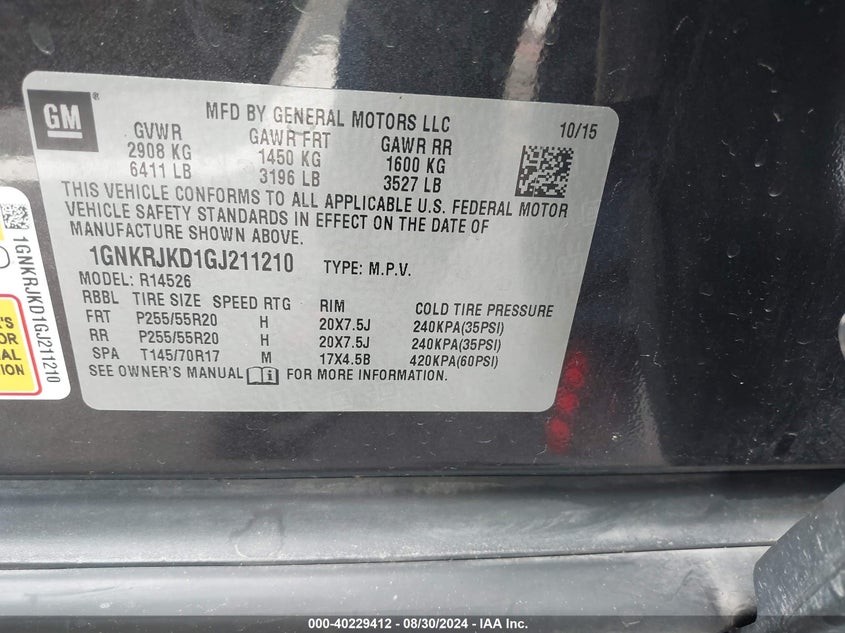 GM®
MFD BY GENERAL MOTORS LLC
10/15
GVWR GAWR FRT GAWR RR
2908 KG 1450 KG 1600 KG
6411 LB 3196 LB 3527 LB
THIS VEHICLE CONFORMS TO ALL APPLICABLE U.S. FEDERAL MOTOR
VEHICLE SAFETY STANDARDS IN EFFECT ON THE DATE OF
MANUFACTURE SHOWN ABOVE.
1GNKRJKD1GJ211210 TYPE: M.P.V.
MODEL: R14526
RBBL TIRE SIZE SPEED RTG RIM COLD TIRE PRESSURE
FRT P255/55R20 H 20X7.5J 240KPA(35PSI)
RR P255/55R20 H 20X7.5J 240KPA(35PSI)
SPA T145/70R17 M 17X4.5B 420KPA(60PSI)
SEE OWNER'S MANUAL FOR MORE INFORMATION.
1GNKRJKD1GJ211210
000-40229412 - 08/30/2024 - IAA Inc.